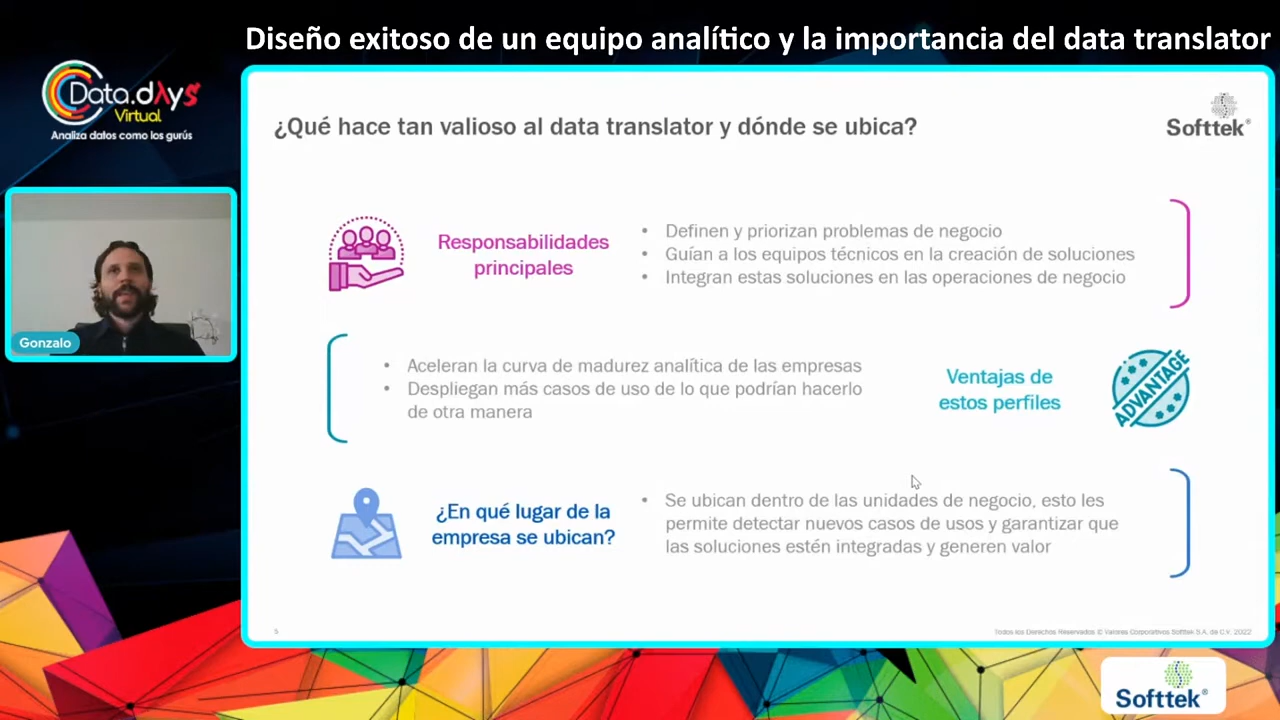 Diseño exitoso de un equipo analítico y la importancia del data translator
Data.dλys
Virtual
Analiza datos como los gurús
Gonzalo
¿Qué hace tan valioso al data translator y dónde se ubica?
Softtek®
Responsabilidades
principales
• Definen y priorizan problemas de negocio
• Guían a los equipos técnicos en la creación de soluciones
• Integran estas soluciones en las operaciones de negocio
• Aceleran la curva de madurez analítica de las empresas
• Despliegan más casos de uso de lo que podrían hacerlo
de otra manera
Ventajas de
estos perfiles
ADVANTAGE
¿En qué lugar de la
empresa se ubican?
• Se ubican dentro de las unidades de negocio, esto les
permite detectar nuevos casos de usos y garantizar que
las soluciones estén integradas y generen valor
Todos los Derechos Reservados © Valores Corporativos Softtek S.A. de C.V. 2022
Softtek®